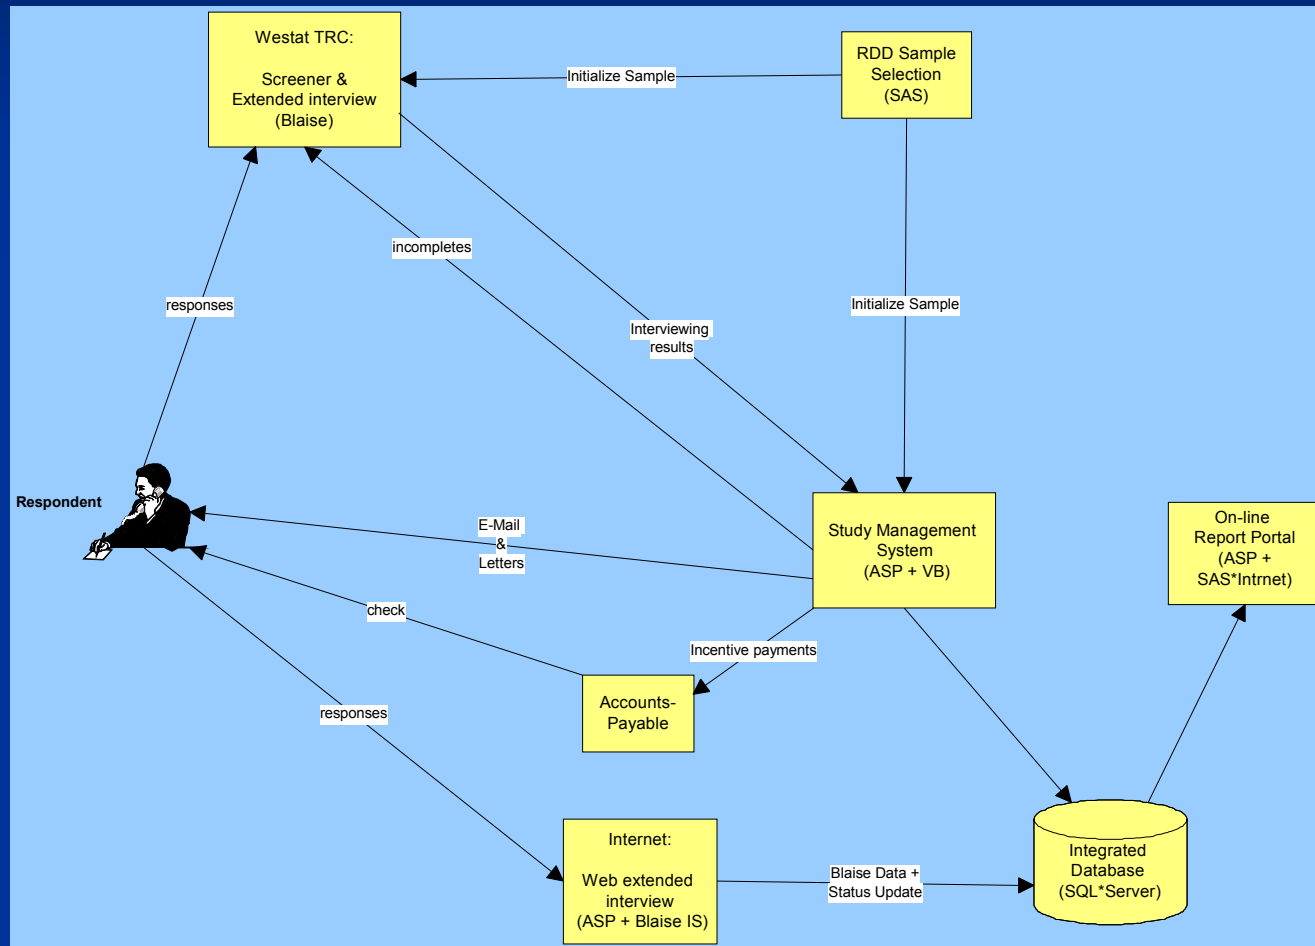 Westat TRC:
Screener &
Extended interview
(Blaise)
Initialize Sample
RDD Sample
Selection
(SAS)
incompletes
responses
Interviewing
results
Initialize Sample
Respondent
E-Mail
&
Letters
Study Management
System
(ASP + VB)
On-line
Report Portal
(ASP +
SAS*Intrnet)
check
Incentive payments
Accounts-
Payable
responses
Internet:
Web extended
interview
(ASP + Blaise IS)
Blaise Data +
Status Update
Integrated
Database
(SQL*Server)